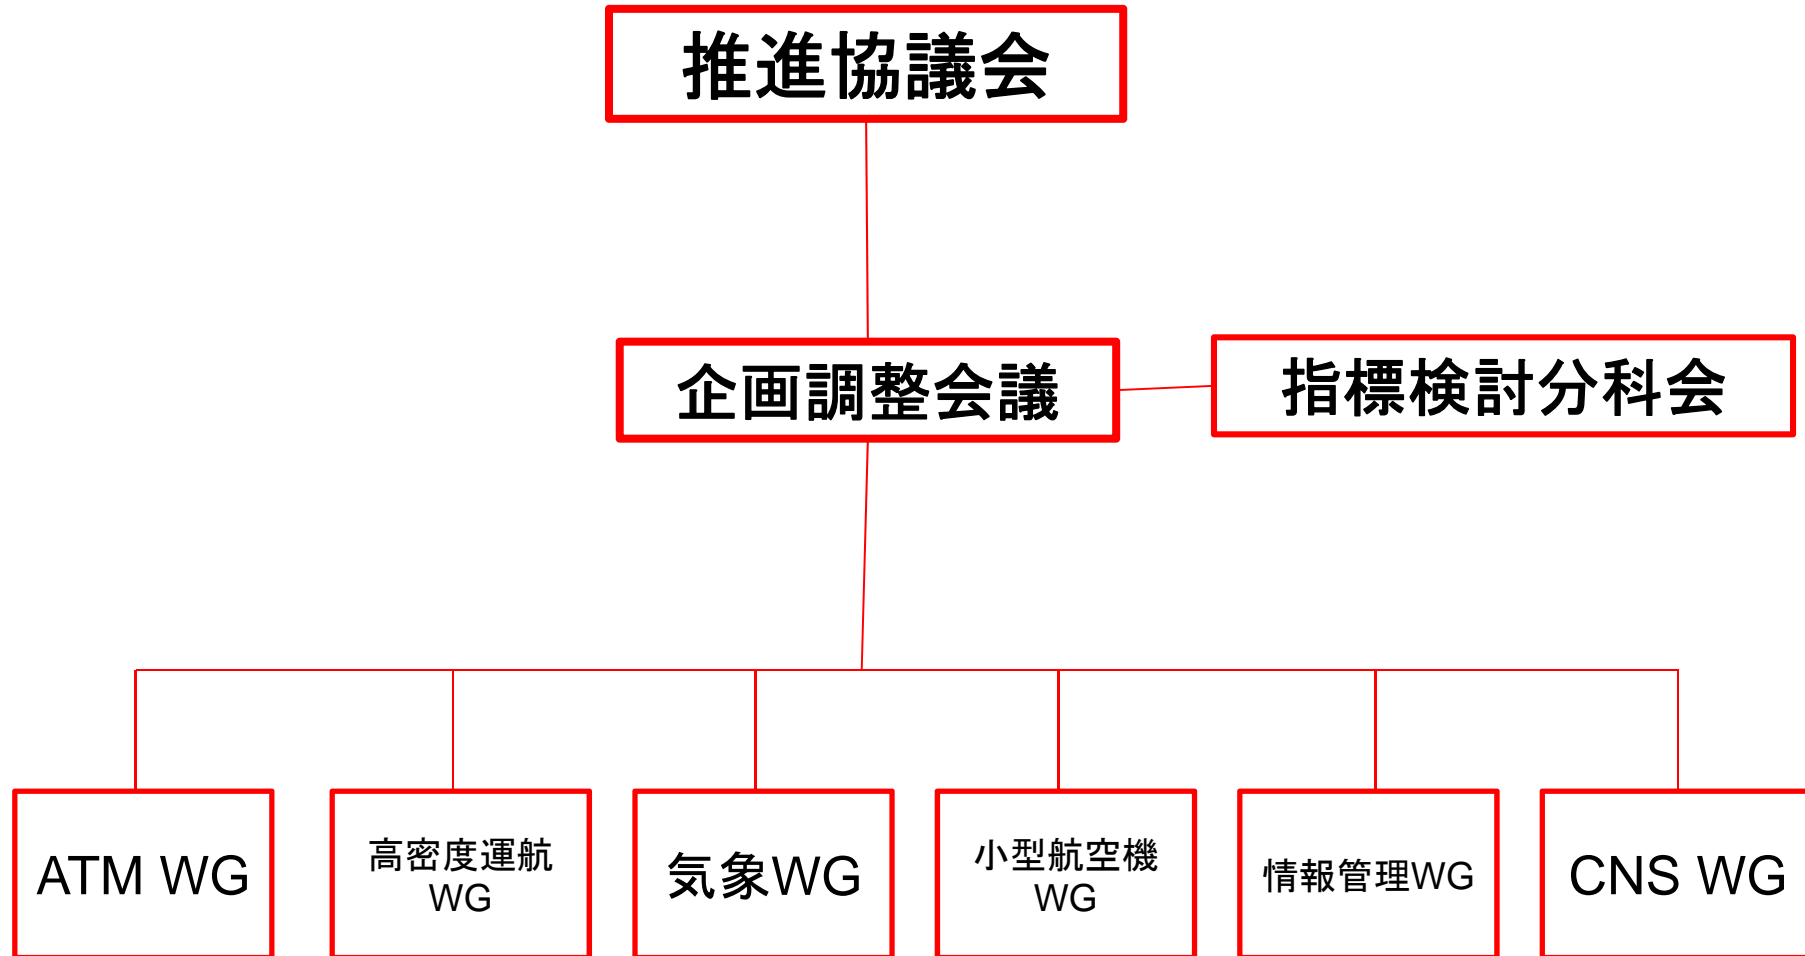 推進協議会
企画調整会議
指標検討分科会
ATM WG
高密度運航
WG
気象WG
小型航空機
WG
情報管理WG
CNS WG